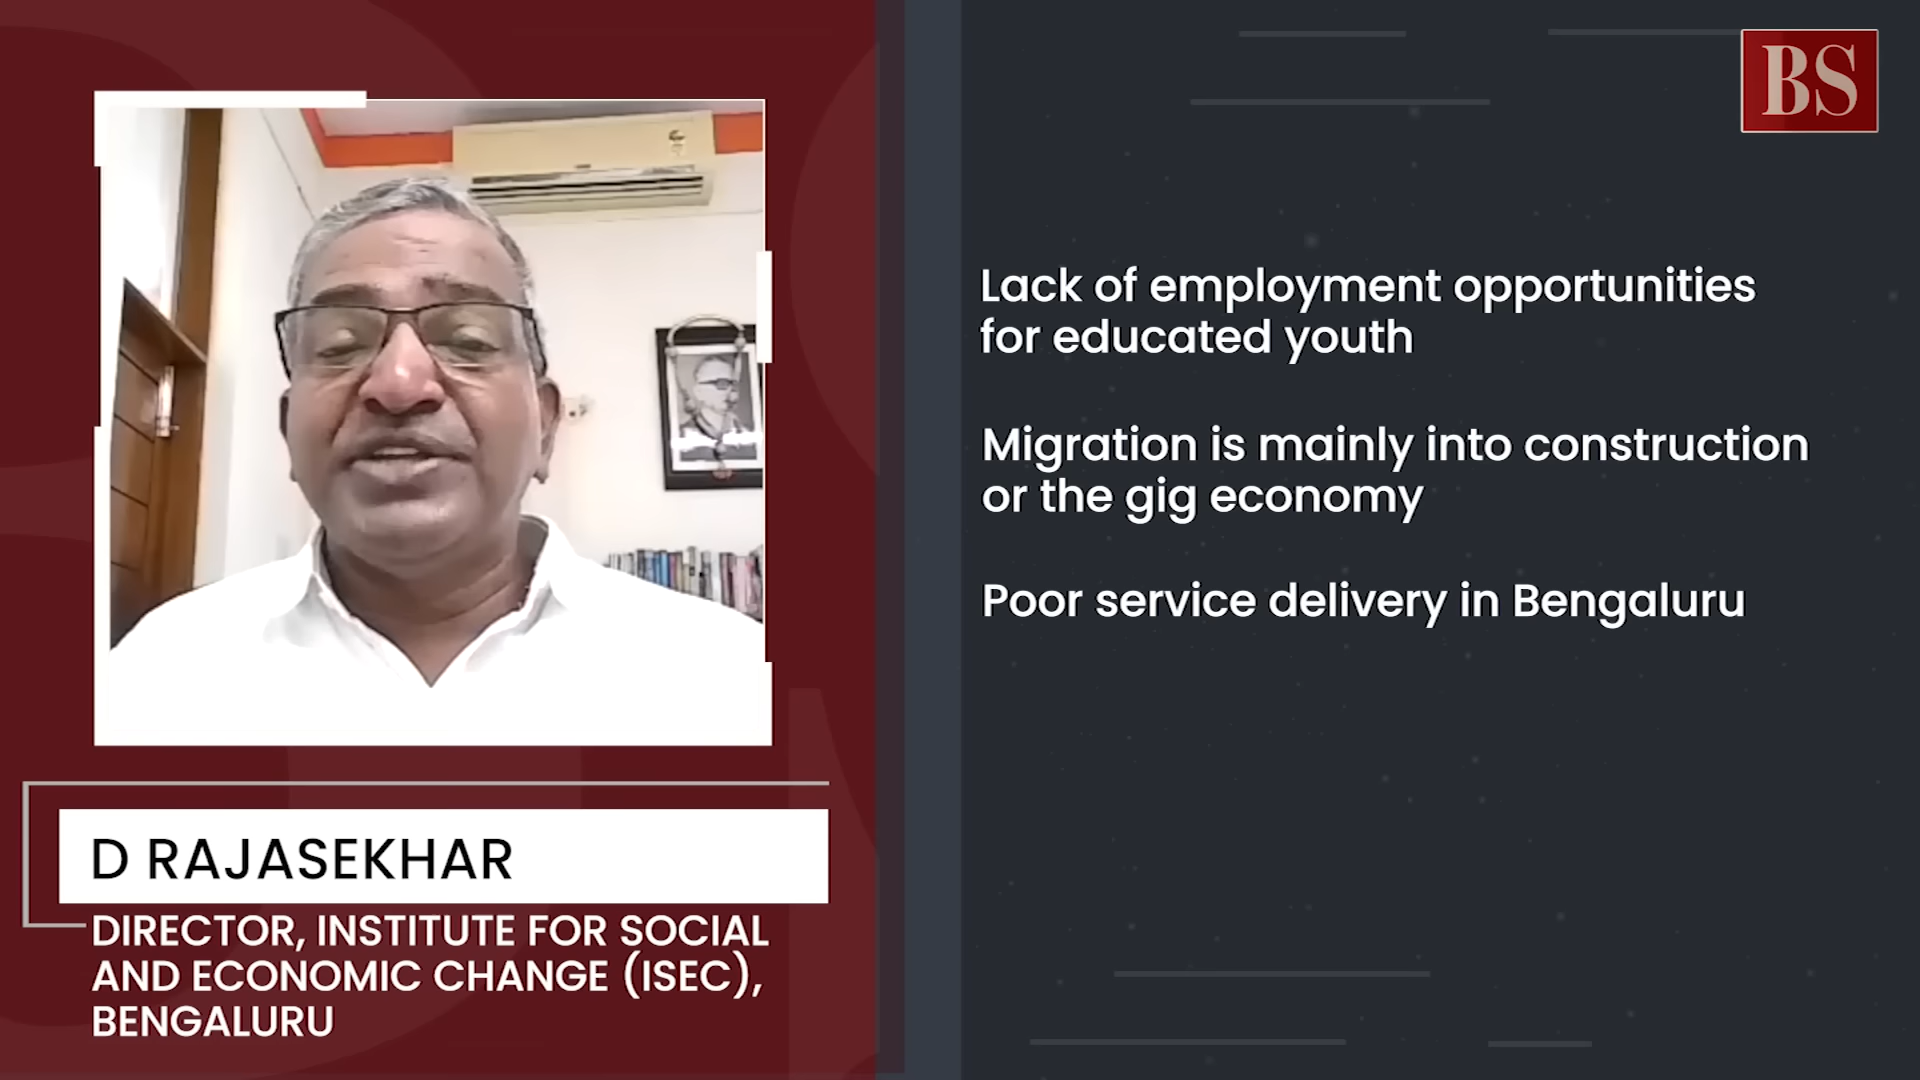 BS
Lack of employment opportunities
for educated youth
Migration is mainly into construction
or the gig economy
Poor service delivery in Bengaluru
D RAJASEKHAR
DIRECTOR, INSTITUTE FOR SOCIAL
AND ECONOMIC CHANGE (ISEC),
BENGALURU